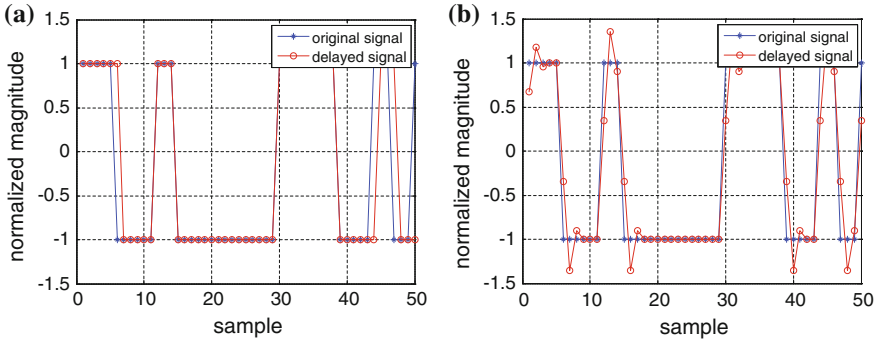 (a)
1.5
1
0.5
0
-0.5
-1
-1.5
normalized magnitude
original signal
delayed signal
0 10 20 30 40 50
sample
(b)
1.5
1
0.5
0
-0.5
-1
-1.5
normalized magnitude
original signal
delayed signal
0 10 20 30 40 50
sample